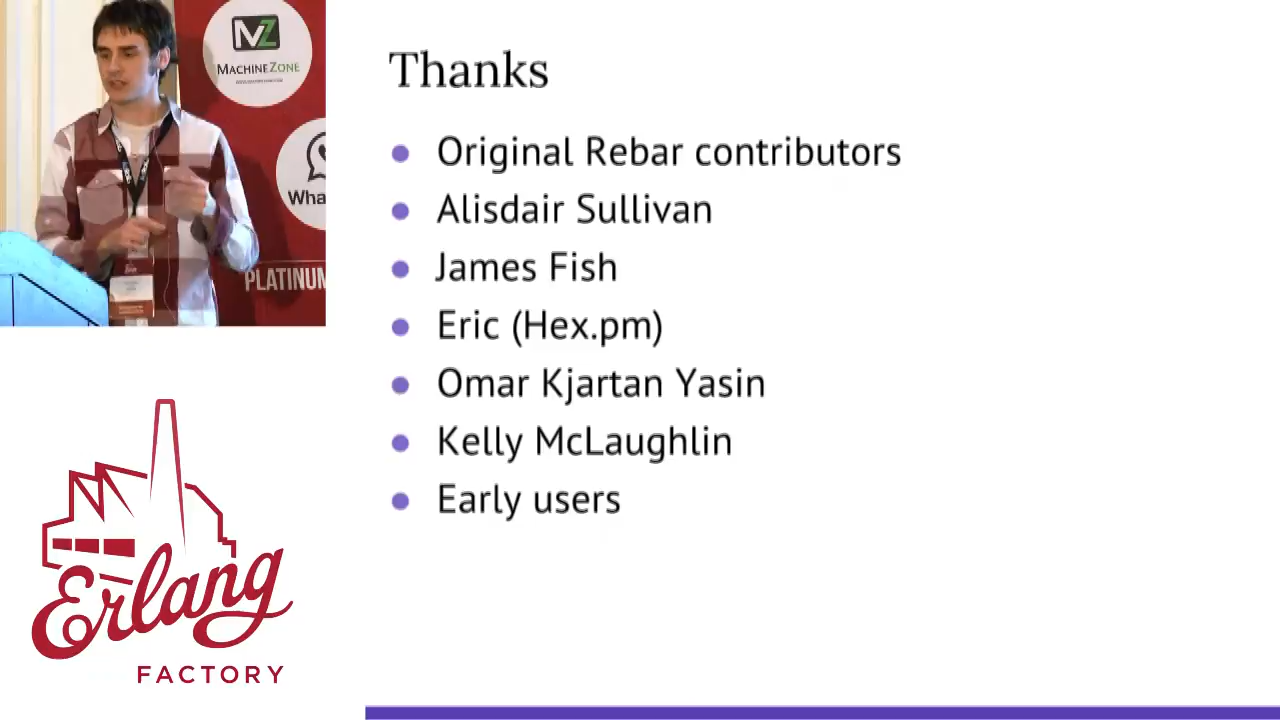 MZ
MACHINEZONE
Wha
PLATINUM
Thanks
Original Rebar contributors
Alisdair Sullivan
James Fish
Eric (Hex.pm)
Omar Kjartan Yasin
Kelly McLaughlin
Early users
Erlang
FACTORY